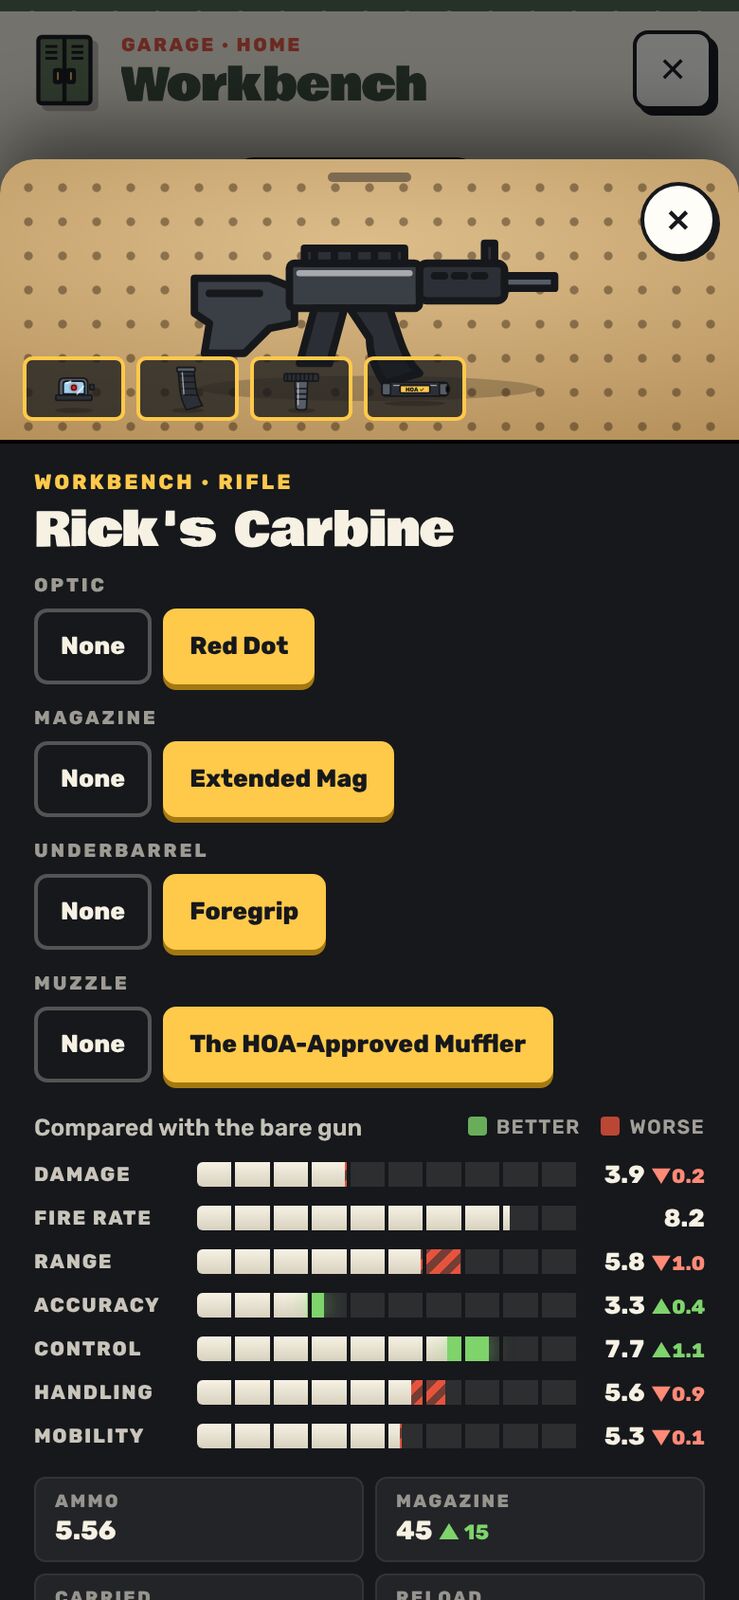 GARAGE · HOME
Workbench
HOA
WORKBENCH · RIFLE
Rick's Carbine
OPTIC
None
Red Dot
MAGAZINE
None
Extended Mag
UNDERBARREL
None
Foregrip
MUZZLE
None
The HOA-Approved Muffler
Compared with the bare gun
BETTER
WORSE
DAMAGE 3.9 ▼0.2
FIRE RATE 8.2
RANGE 5.8 ▼1.0
ACCURACY 3.3 ▲0.4
CONTROL 7.7 ▲1.1
HANDLING 5.6 ▼0.9
MOBILITY 5.3 ▼0.1
AMMO
5.56
MAGAZINE
45 ▲ 15
CARRIED
RELOAD